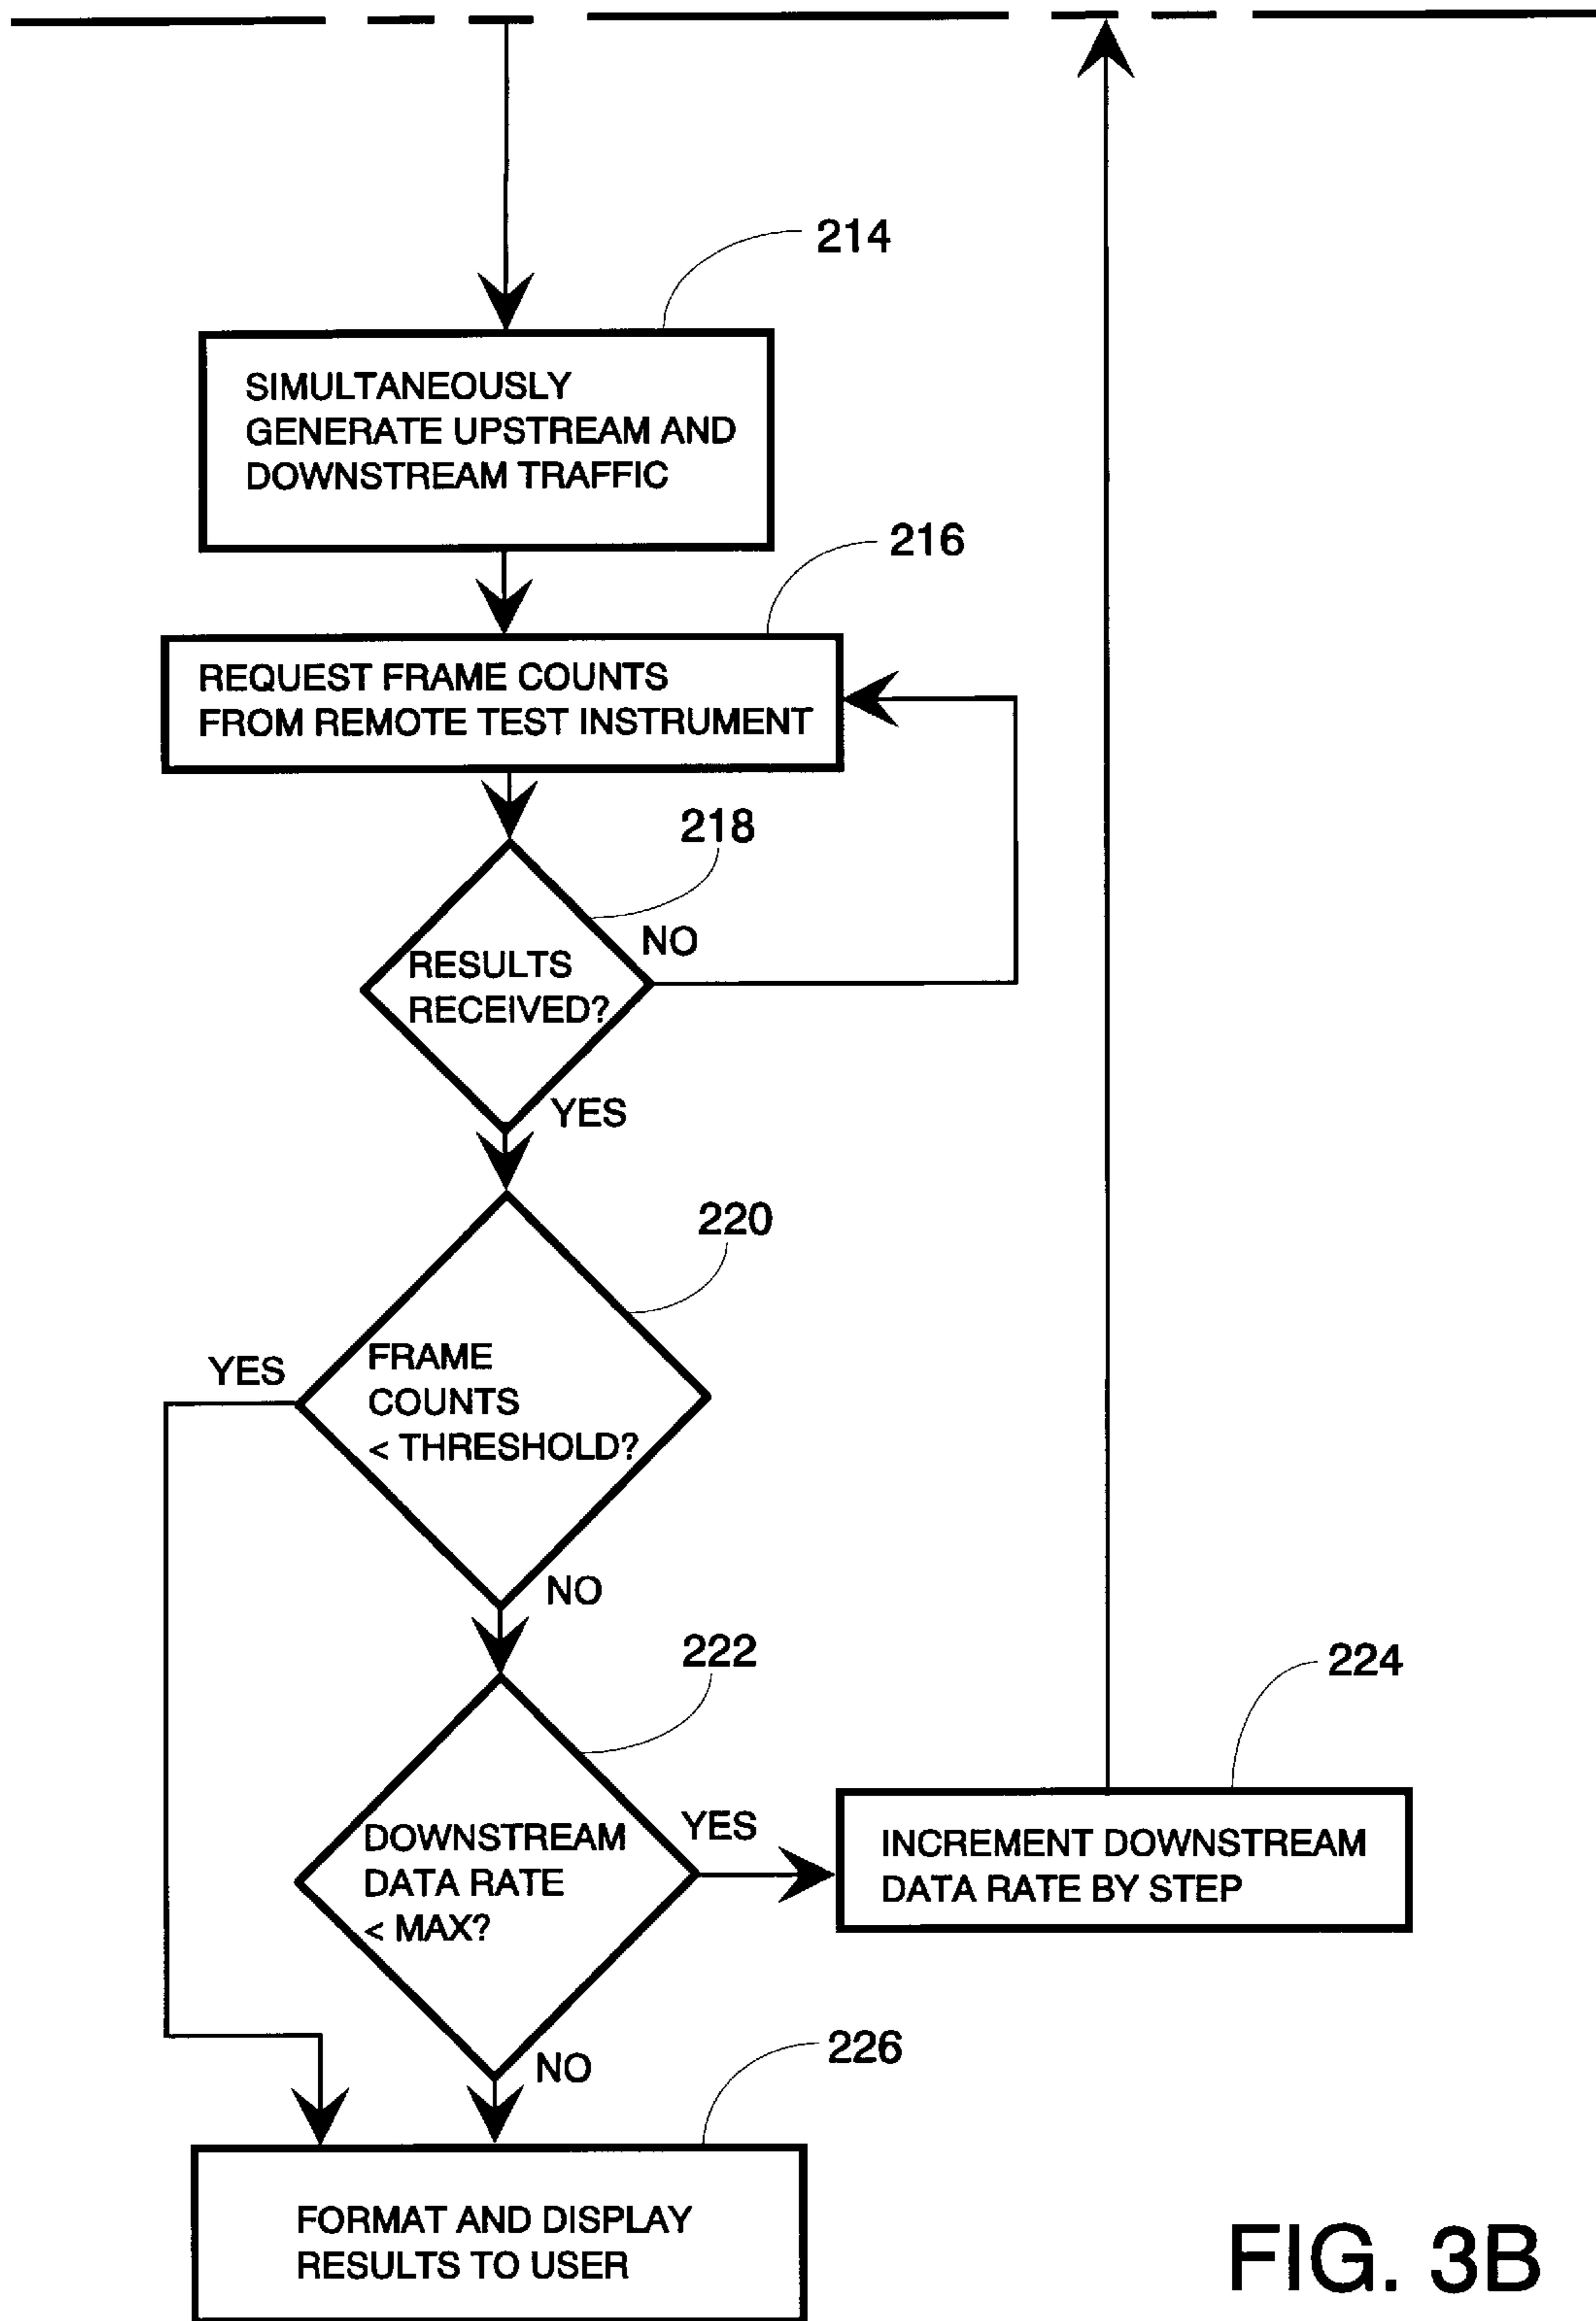 214
SIMULTANEOUSLY
GENERATE UPSTREAM AND
DOWNSTREAM TRAFFIC
216
REQUEST FRAME COUNTS
FROM REMOTE TEST INSTRUMENT
218
NO
RESULTS
RECEIVED?
YES
220
YES
FRAME
COUNTS
< THRESHOLD?
NO
222
224
YES
DOWNSTREAM
DATA RATE
< MAX?
INCREMENT DOWNSTREAM
DATA RATE BY STEP
NO
226
FORMAT AND DISPLAY
RESULTS TO USER
FIG. 3B